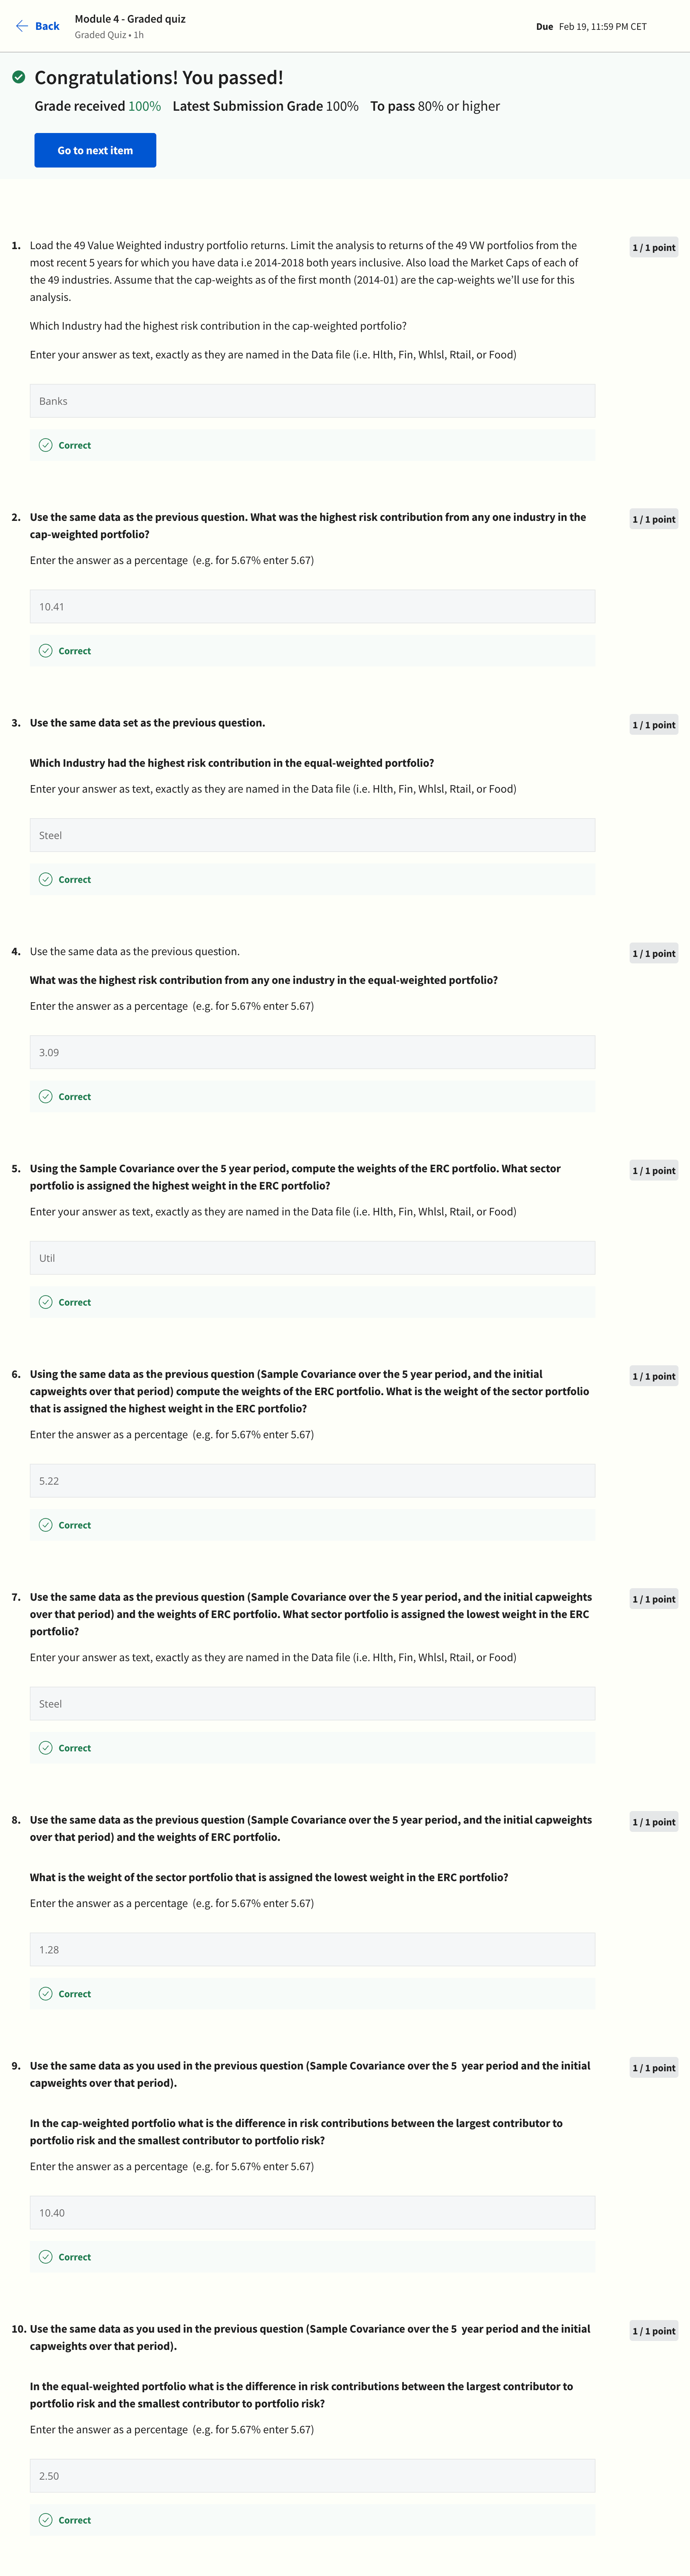 Back
Module 4 - Graded quiz
Graded Quiz • 1h
Due Feb 19, 11:59 PM CET
Congratulations! You passed!
Grade received 100% Latest Submission Grade 100% To pass 80% or higher
Go to next item
1. Load the 49 Value Weighted industry portfolio returns. Limit the analysis to returns of the 49 VW portfolios from the
most recent 5 years for which you have data i.e 2014-2018 both years inclusive. Also load the Market Caps of each of
the 49 industries. Assume that the cap-weights as of the first month (2014-01) are the cap-weights we'll use for this
analysis.
1 / 1 point
Which Industry had the highest risk contribution in the cap-weighted portfolio?
Enter your answer as text, exactly as they are named in the Data file (i.e. Hlth, Fin, Whlsl, Rtail, or Food)
Banks
Correct
2. Use the same data as the previous question. What was the highest risk contribution from any one industry in the
cap-weighted portfolio?
1 / 1 point
Enter the answer as a percentage (e.g. for 5.67% enter 5.67)
10.41
Correct
3. Use the same data set as the previous question.
1 / 1 point
Which Industry had the highest risk contribution in the equal-weighted portfolio?
Enter your answer as text, exactly as they are named in the Data file (i.e. Hlth, Fin, Whlsl, Rtail, or Food)
Steel
Correct
4. Use the same data as the previous question.
1 / 1 point
What was the highest risk contribution from any one industry in the equal-weighted portfolio?
Enter the answer as a percentage (e.g. for 5.67% enter 5.67)
3.09
Correct
5. Using the Sample Covariance over the 5 year period, compute the weights of the ERC portfolio. What sector
portfolio is assigned the highest weight in the ERC portfolio?
1 / 1 point
Enter your answer as text, exactly as they are named in the Data file (i.e. Hlth, Fin, Whlsl, Rtail, or Food)
Util
Correct
6. Using the same data as the previous question (Sample Covariance over the 5 year period, and the initial
capweights over that period) compute the weights of the ERC portfolio. What is the weight of the sector portfolio
that is assigned the highest weight in the ERC portfolio?
1 / 1 point
Enter the answer as a percentage (e.g. for 5.67% enter 5.67)
5.22
Correct
7. Use the same data as the previous question (Sample Covariance over the 5 year period, and the initial capweights
over that period) and the weights of ERC portfolio. What sector portfolio is assigned the lowest weight in the ERC
portfolio?
1 / 1 point
Enter your answer as text, exactly as they are named in the Data file (i.e. Hlth, Fin, Whlsl, Rtail, or Food)
Steel
Correct
8. Use the same data as the previous question (Sample Covariance over the 5 year period, and the initial capweights
over that period) and the weights of ERC portfolio.
1 / 1 point
What is the weight of the sector portfolio that is assigned the lowest weight in the ERC portfolio?
Enter the answer as a percentage (e.g. for 5.67% enter 5.67)
1.28
Correct
9. Use the same data as you used in the previous question (Sample Covariance over the 5 year period and the initial
capweights over that period).
1 / 1 point
In the cap-weighted portfolio what is the difference in risk contributions between the largest contributor to
portfolio risk and the smallest contributor to portfolio risk?
Enter the answer as a percentage (e.g. for 5.67% enter 5.67)
10.40
Correct
10. Use the same data as you used in the previous question (Sample Covariance over the 5 year period and the initial
capweights over that period).
1 / 1 point
In the equal-weighted portfolio what is the difference in risk contributions between the largest contributor to
portfolio risk and the smallest contributor to portfolio risk?
Enter the answer as a percentage (e.g. for 5.67% enter 5.67)
2.50
Correct